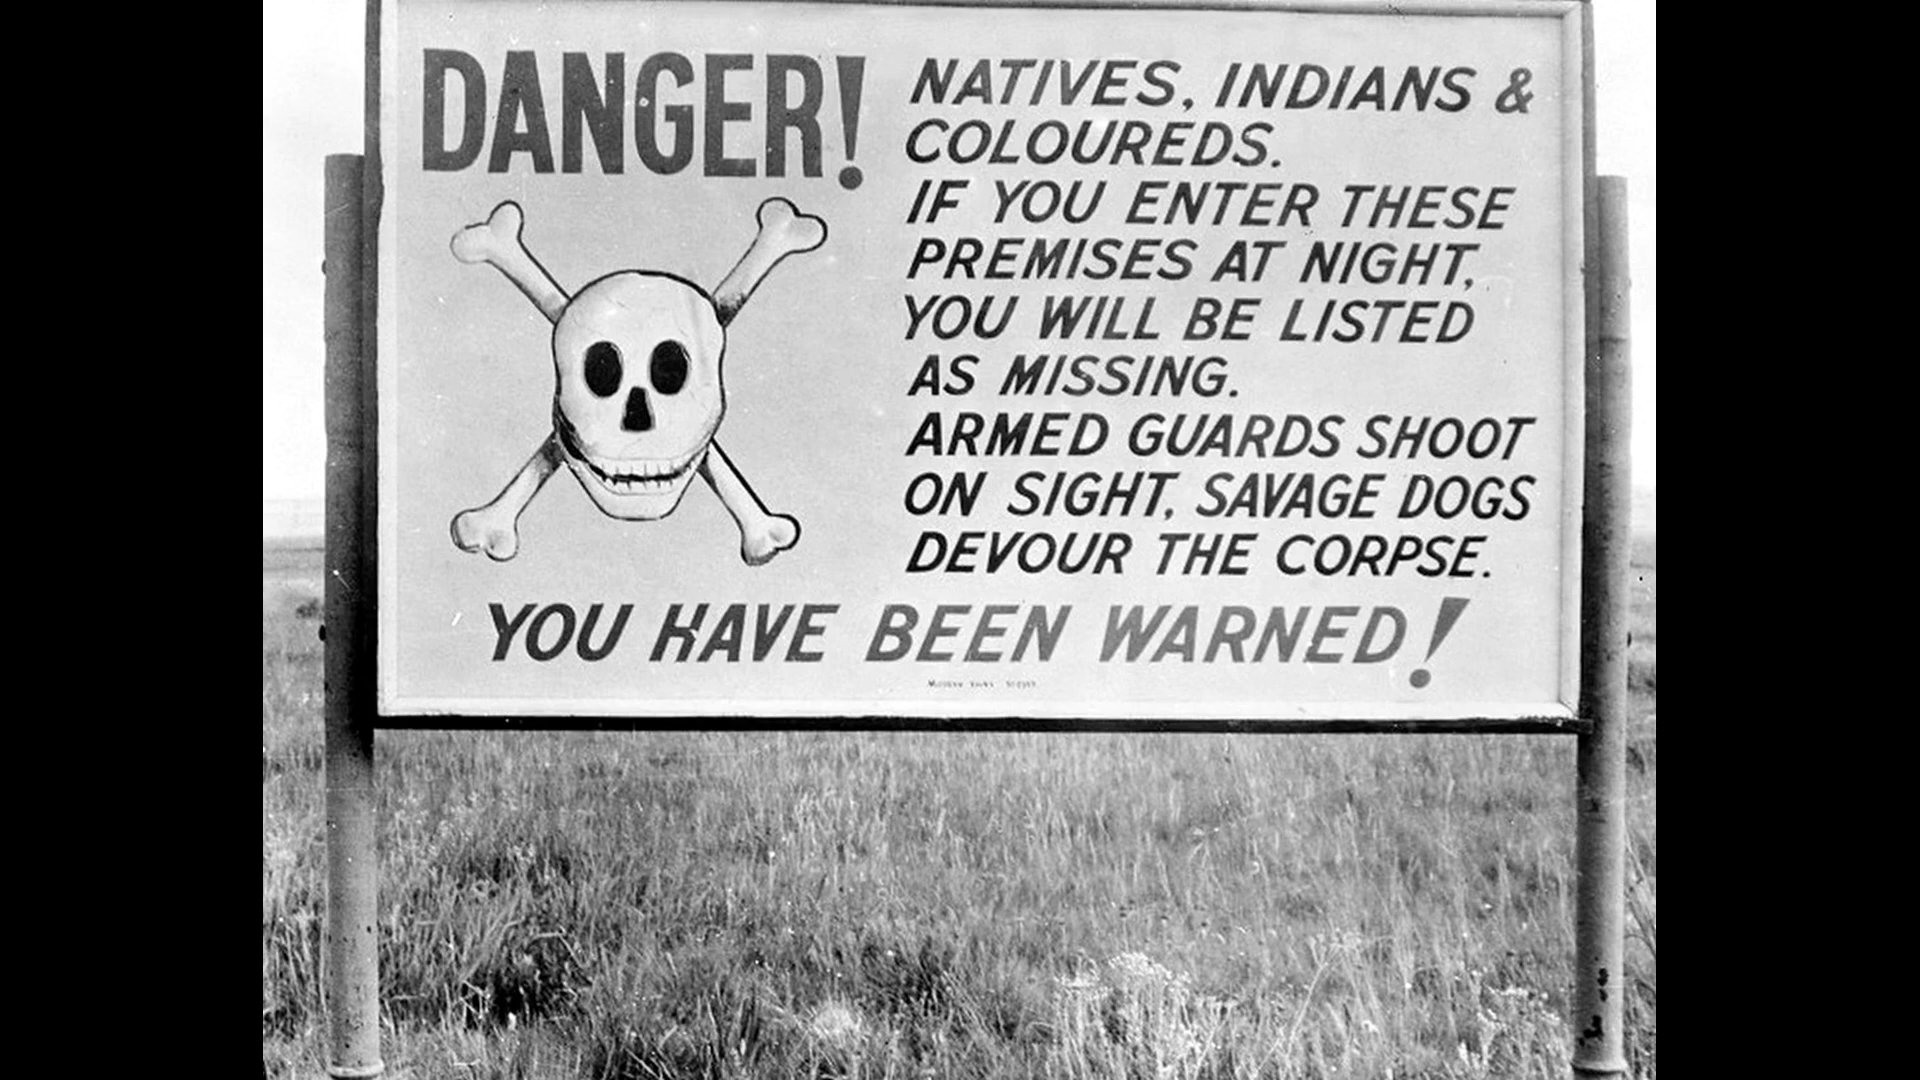 DANGER!
NATIVES, INDIANS &
COLOUREDS.
IF YOU ENTER THESE
PREMISES AT NIGHT,
YOU WILL BE LISTED
AS MISSING.
ARMED GUARDS SHOOT
ON SIGHT, SAVAGE DOGS
DEVOUR THE CORPSE.
YOU HAVE BEEN WARNED!